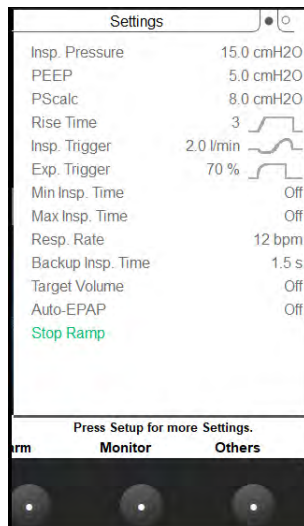 Settings
Insp. Pressure 15.0 cmH2O
PEEP 5.0 cmH2O
PScalc 8.0 cmH2O
Rise Time 3
Insp. Trigger 2.0 l/min
Exp. Trigger 70 %
Min Insp. Time Off
Max Insp. Time Off
Resp. Rate 12 bpm
Backup Insp. Time 1.5 s
Target Volume Off
Auto-EPAP Off
Stop Ramp
Press Setup for more Settings.
rm Monitor Others